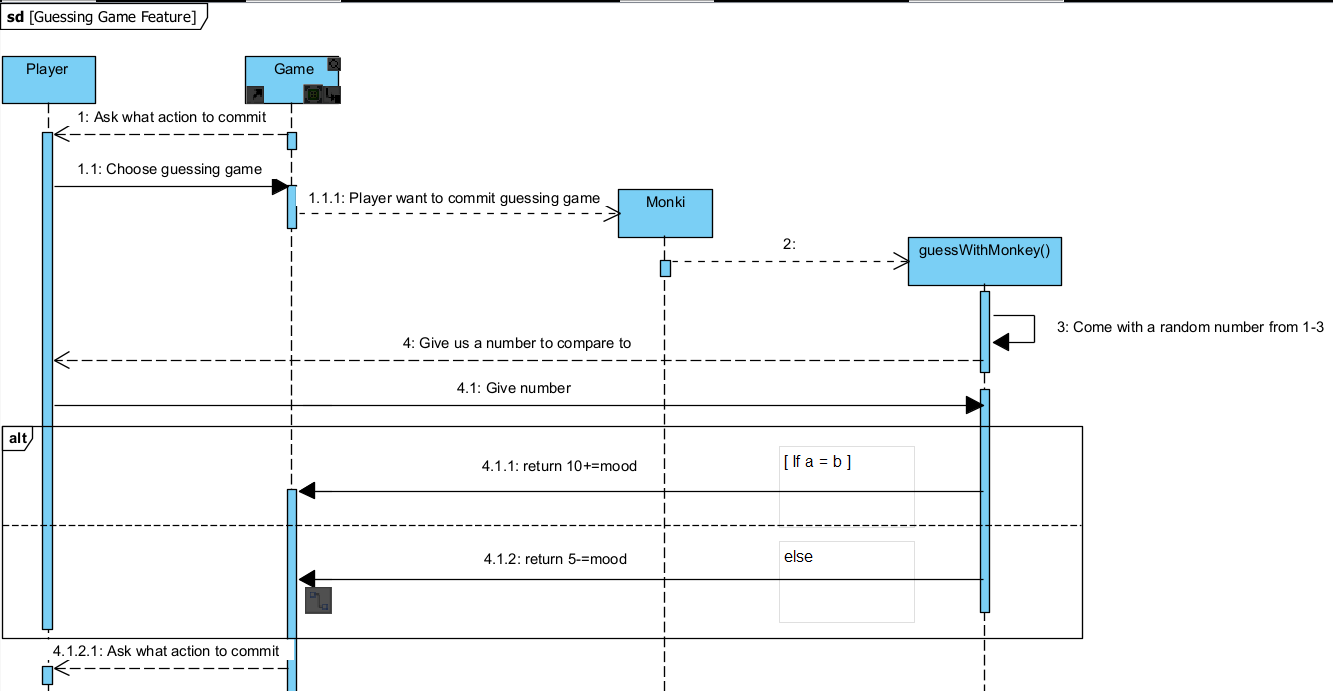 sd [Guessing Game Feature]
Player
Game
1: Ask what action to commit
1.1: Choose guessing game
1.1.1: Player want to commit guessing game
Monki
2:
guessWithMonkey()
3: Come with a random number from 1-3
4: Give us a number to compare to
4.1: Give number
alt
[ If a = b ]
4.1.1: return 10+=mood
else
4.1.2: return 5-=mood
4.1.2.1: Ask what action to commit